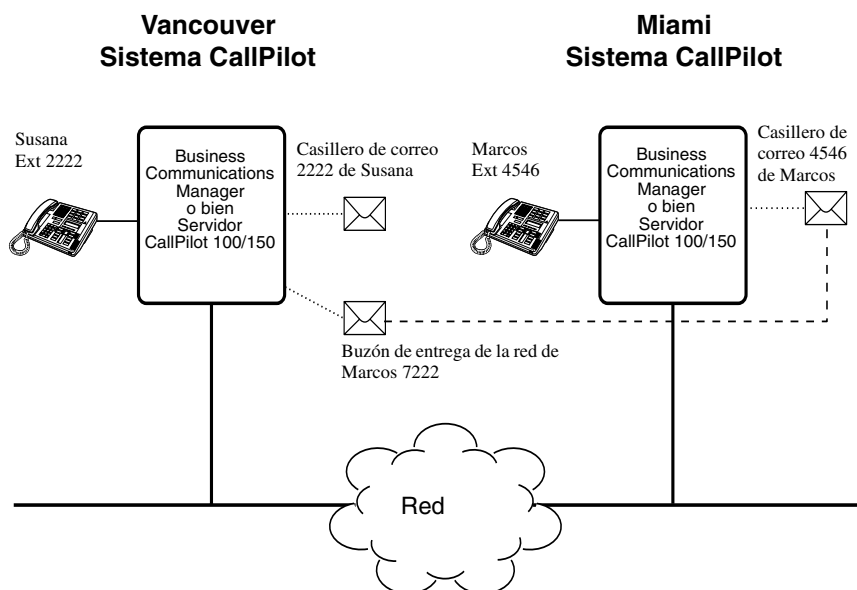 Vancouver
Sistema CallPilot
Miami
Sistema CallPilot
Susana
Ext 2222
Business
Communications
Manager
o bien
Servidor
CallPilot 100/150
Casillero de correo
2222 de Susana
Marcos
Ext 4546
Business
Communications
Manager
o bien
Servidor
CallPilot 100/150
Casillero de
correo 4546
de Marcos
Buzón de entrega de la red de
Marcos 7222
Red